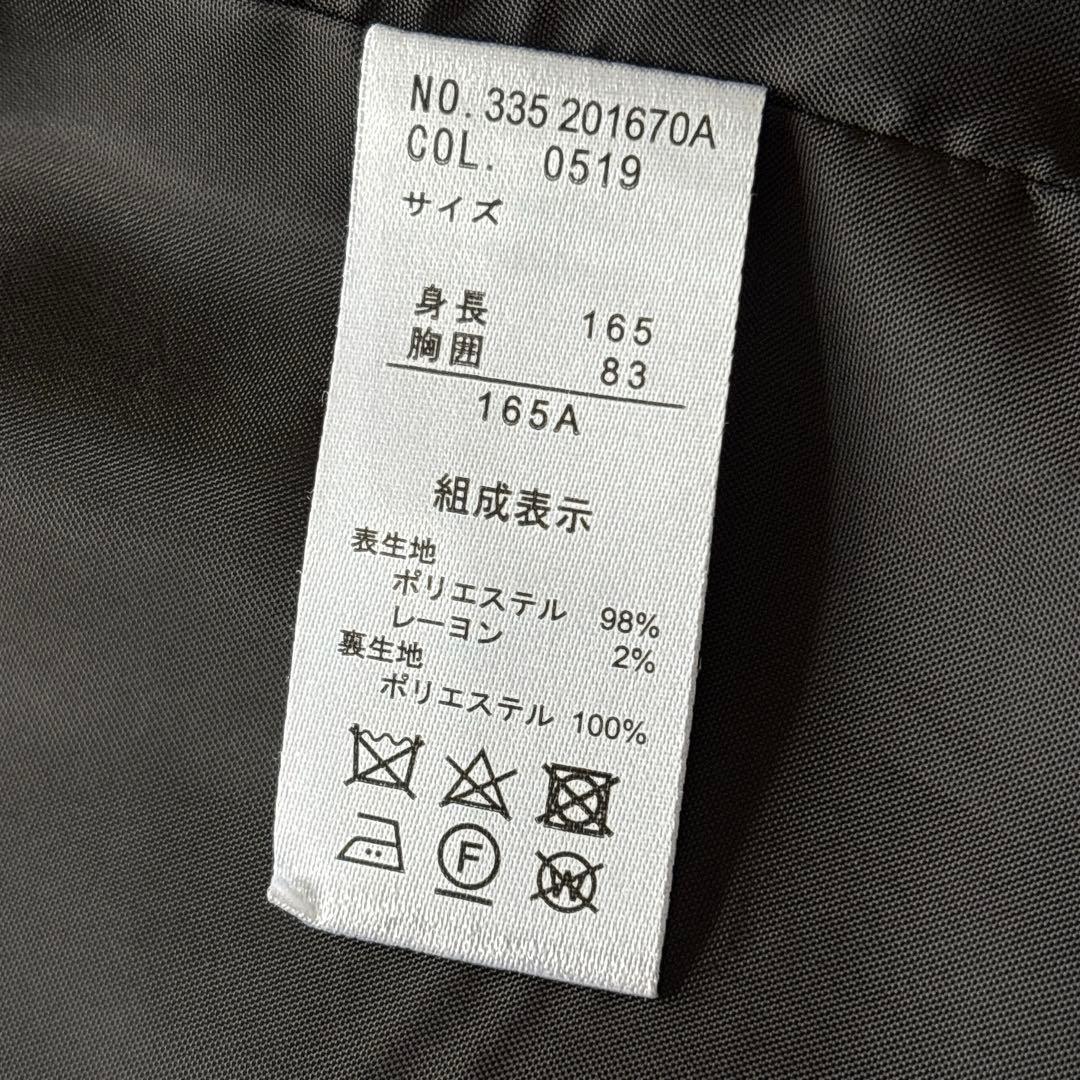 NO. 335 201670A
COL. 0519
サイズ
身長 165
胸囲 83
165A
組成表示
表生地
ポリエステル 98%
レーヨン 2%
裏生地
ポリエステル 100%
F
W